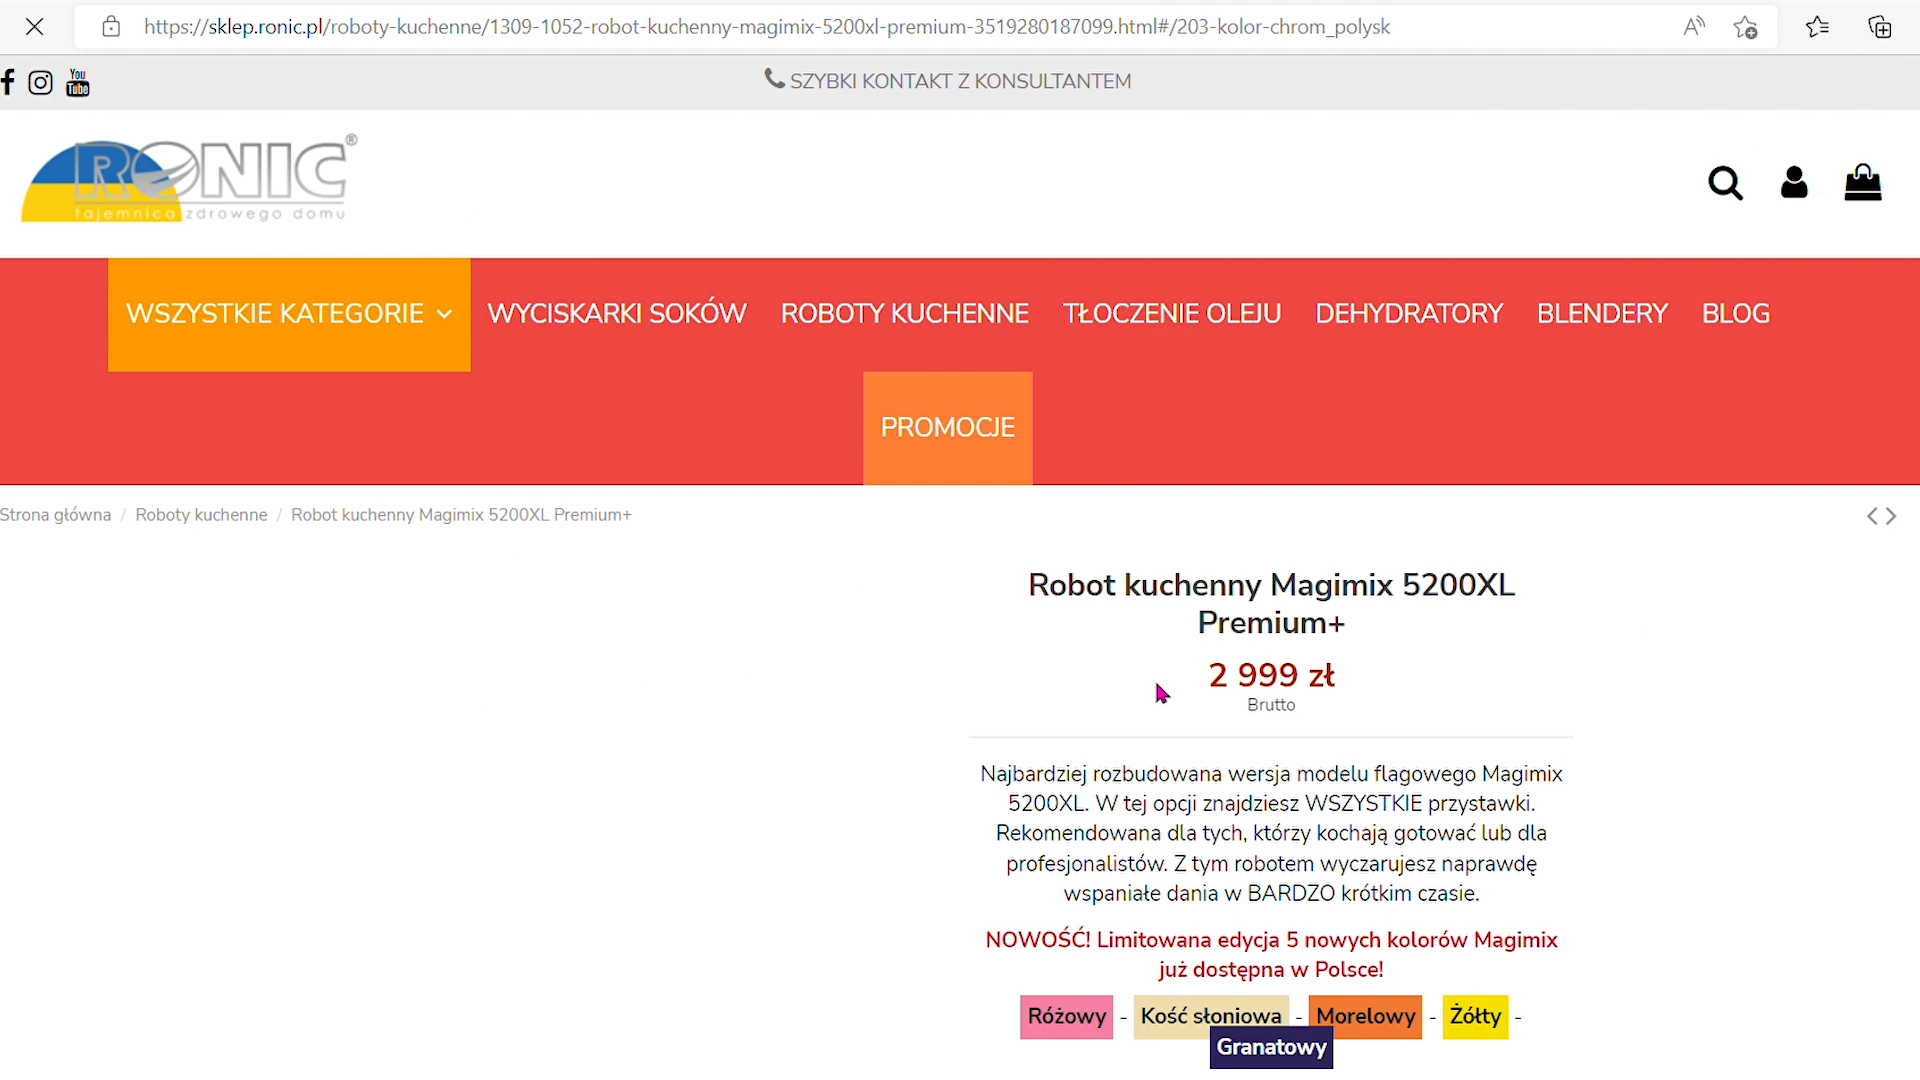 https://sklep.ronic.pl/roboty-kuchenne/1309-1052-robot-kuchenny-magimix-5200xl-premium-3519280187099.html#/203-kolor-chrom_polysk
You Tube
SZYBKI KONTAKT Z KONSULTANTEM
RONIC®
tajemnica zdrowego domu
WSZYSTKIE KATEGORIE WYCISKARKI SOKÓW ROBOTY KUCHENNE TŁOCZENIE OLEJU DEHYDRATORY BLENDERY BLOG
PROMOCJE
Strona główna / Roboty kuchenne / Robot kuchenny Magimix 5200XL Premium+
Robot kuchenny Magimix 5200XL
Premium+
2 999 zł
Brutto
Najbardziej rozbudowana wersja modelu flagowego Magimix
5200XL. W tej opcji znajdziesz WSZYSTKIE przystawki.
Rekomendowana dla tych, którzy kochają gotować lub dla
profesjonalistów. Z tym robotem wyczarujesz naprawdę
wspaniałe dania w BARDZO krótkim czasie.
NOWOŚĆ! Limitowana edycja 5 nowych kolorów Magimix
już dostępna w Polsce!
Różowy - Kość słoniowa - Morelowy - Żółty -
Granatowy